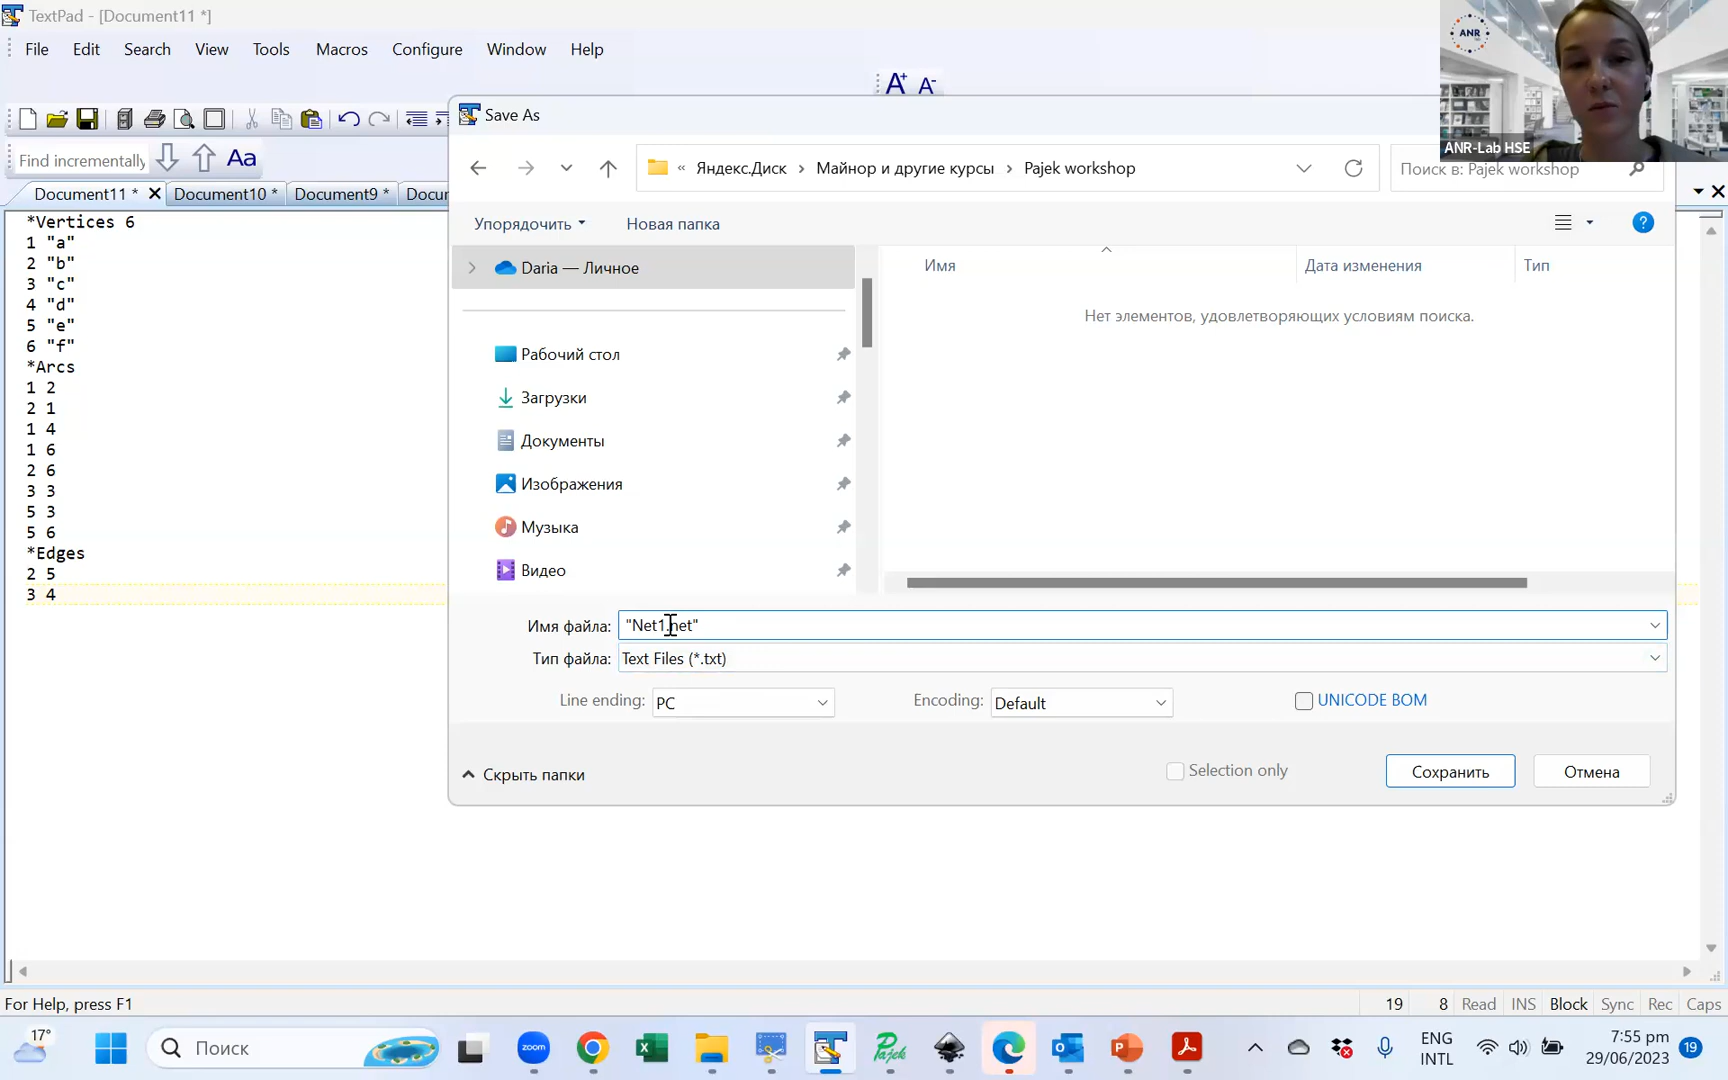 TextPad - [Document11 *]
File Edit Search View Tools Macros Configure Window Help
A+ A-
Find incrementally Aa
Document11 * Document10 * Document9 * Docu
*Vertices 6
1 "a"
2 "b"
3 "c"
4 "d"
5 "e"
6 "f"
*Arcs
1 2
2 1
1 4
1 6
2 6
3 3
5 3
5 6
*Edges
2 5
3 4
Save As
« Яндекс.Диск › Майнор и другие курсы › Pajek workshop
Поиск в: Pajek workshop
Упорядочить Новая папка
Daria — Личное
Рабочий стол
Загрузки
Документы
Изображения
Музыка
Видео
Имя Дата изменения Тип
Нет элементов, удовлетворяющих условиям поиска.
Имя файла: "Net1.net"
Тип файла: Text Files (*.txt)
Line ending: PC Encoding: Default UNICODE BOM
Скрыть папки Selection only Сохранить Отмена
ANR
ANR-Lab HSE
For Help, press F1 19 8 Read INS Block Sync Rec Caps
17°
Поиск
zoom
Pajek
ENG
INTL
7:55 pm
29/06/2023
19